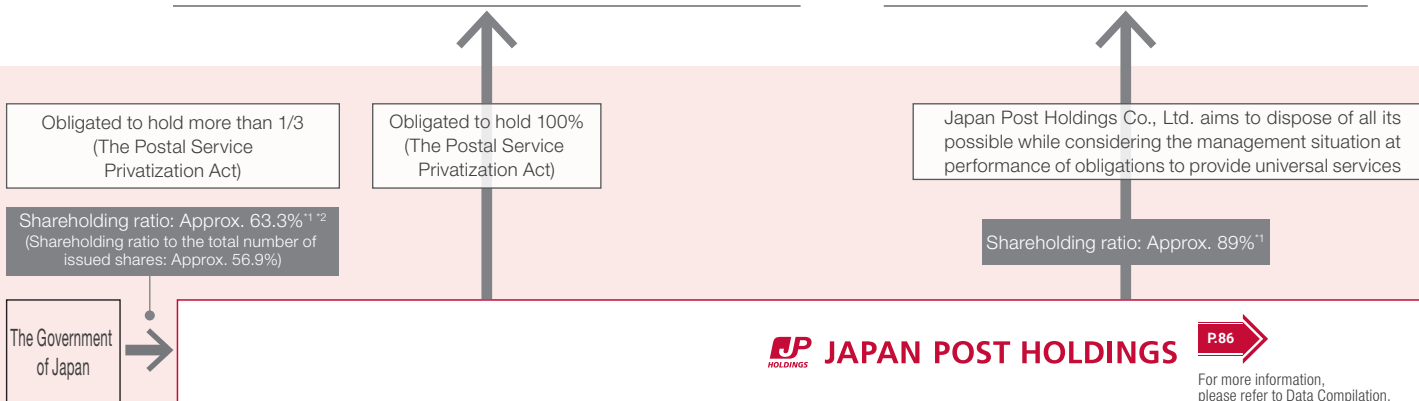 Obligated to hold more than 1/3
(The Postal Service
Privatization Act)
Obligated to hold 100%
(The Postal Service
Privatization Act)
Japan Post Holdings Co., Ltd. aims to dispose of all its
possible while considering the management situation at
performance of obligations to provide universal services
Shareholding ratio: Approx. 63.3%*1 *2
(Shareholding ratio to the total number of
issued shares: Approx. 56.9%)
Shareholding ratio: Approx. 89%*1
The Government
of Japan
JP
HOLDINGS
JAPAN POST HOLDINGS
P.86
For more information,
please refer to Data Compilation.